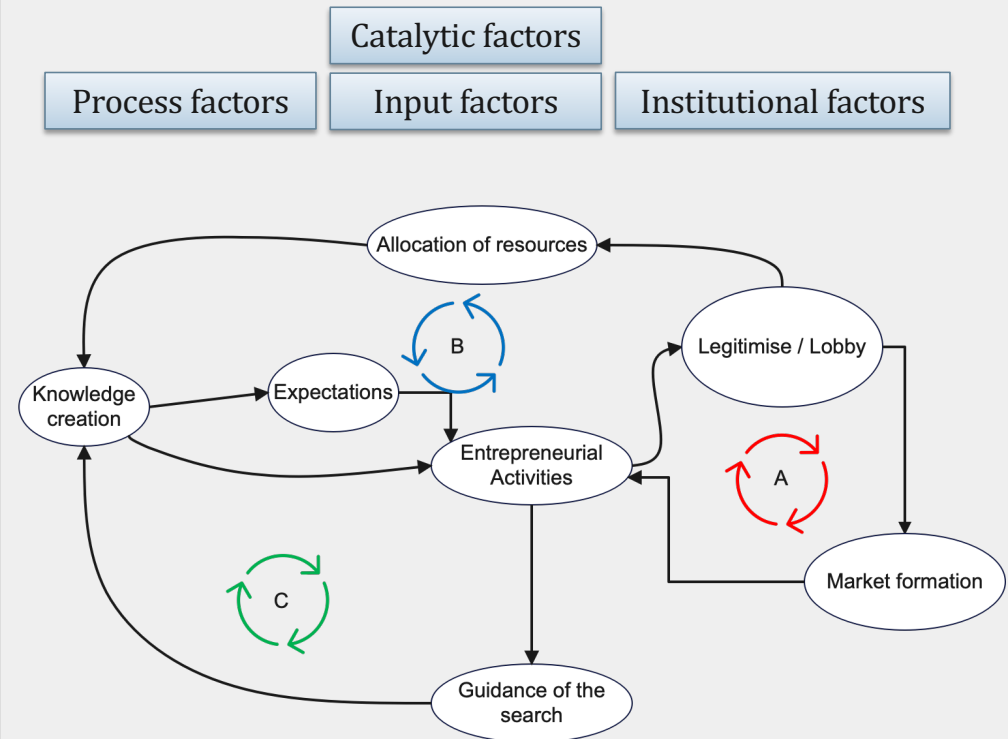 Catalytic factors
Process factors
Input factors
Institutional factors
Allocation of resources
B
Legitimise / Lobby
Knowledge
creation
Expectations
Entrepreneurial
Activities
A
C
Market formation
Guidance of the
search